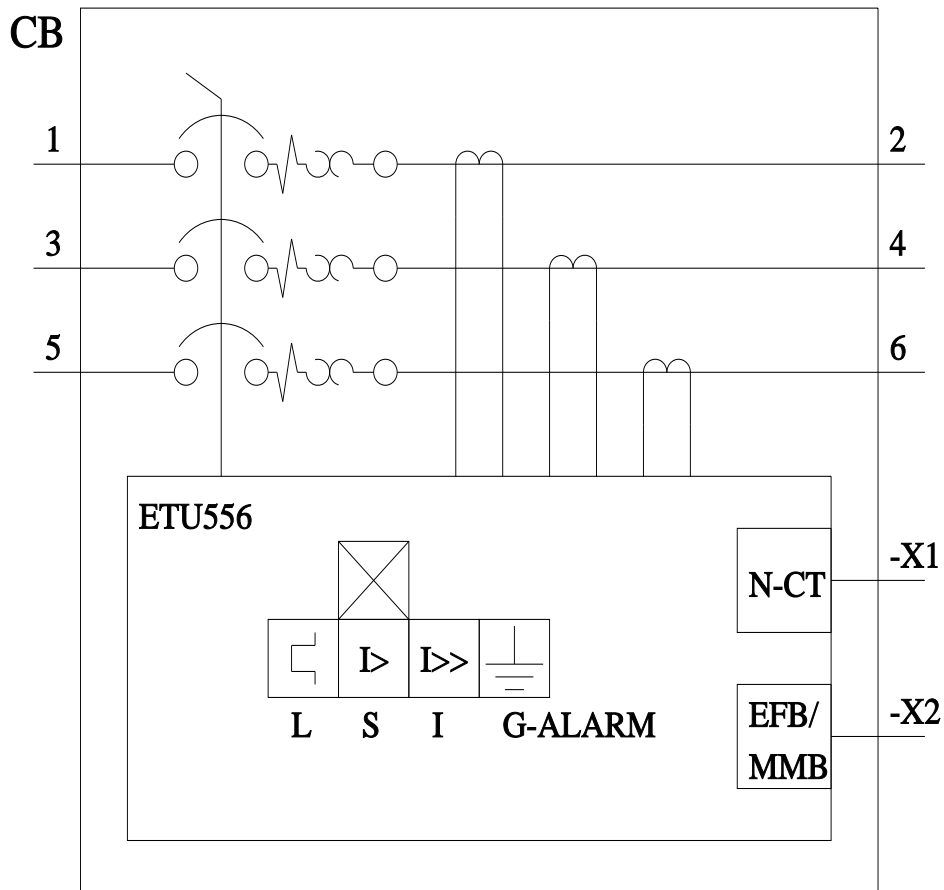 CB
1 2
3 4
5 6
ETU556
N-CT -X1
I> I>>
L S I G-ALARM
EFB/ -X2
MMB